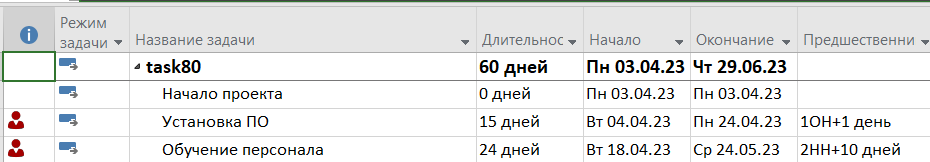 Режим задачи Название задачи Длительнос Начало Окончание Предшественни
task80 60 дней Пн 03.04.23 Чт 29.06.23
Начало проекта 0 дней Пн 03.04.23 Пн 03.04.23
Установка ПО 15 дней Вт 04.04.23 Пн 24.04.23 1ОН+1 день
Обучение персонала 24 дней Вт 18.04.23 Ср 24.05.23 2НН+10 дней